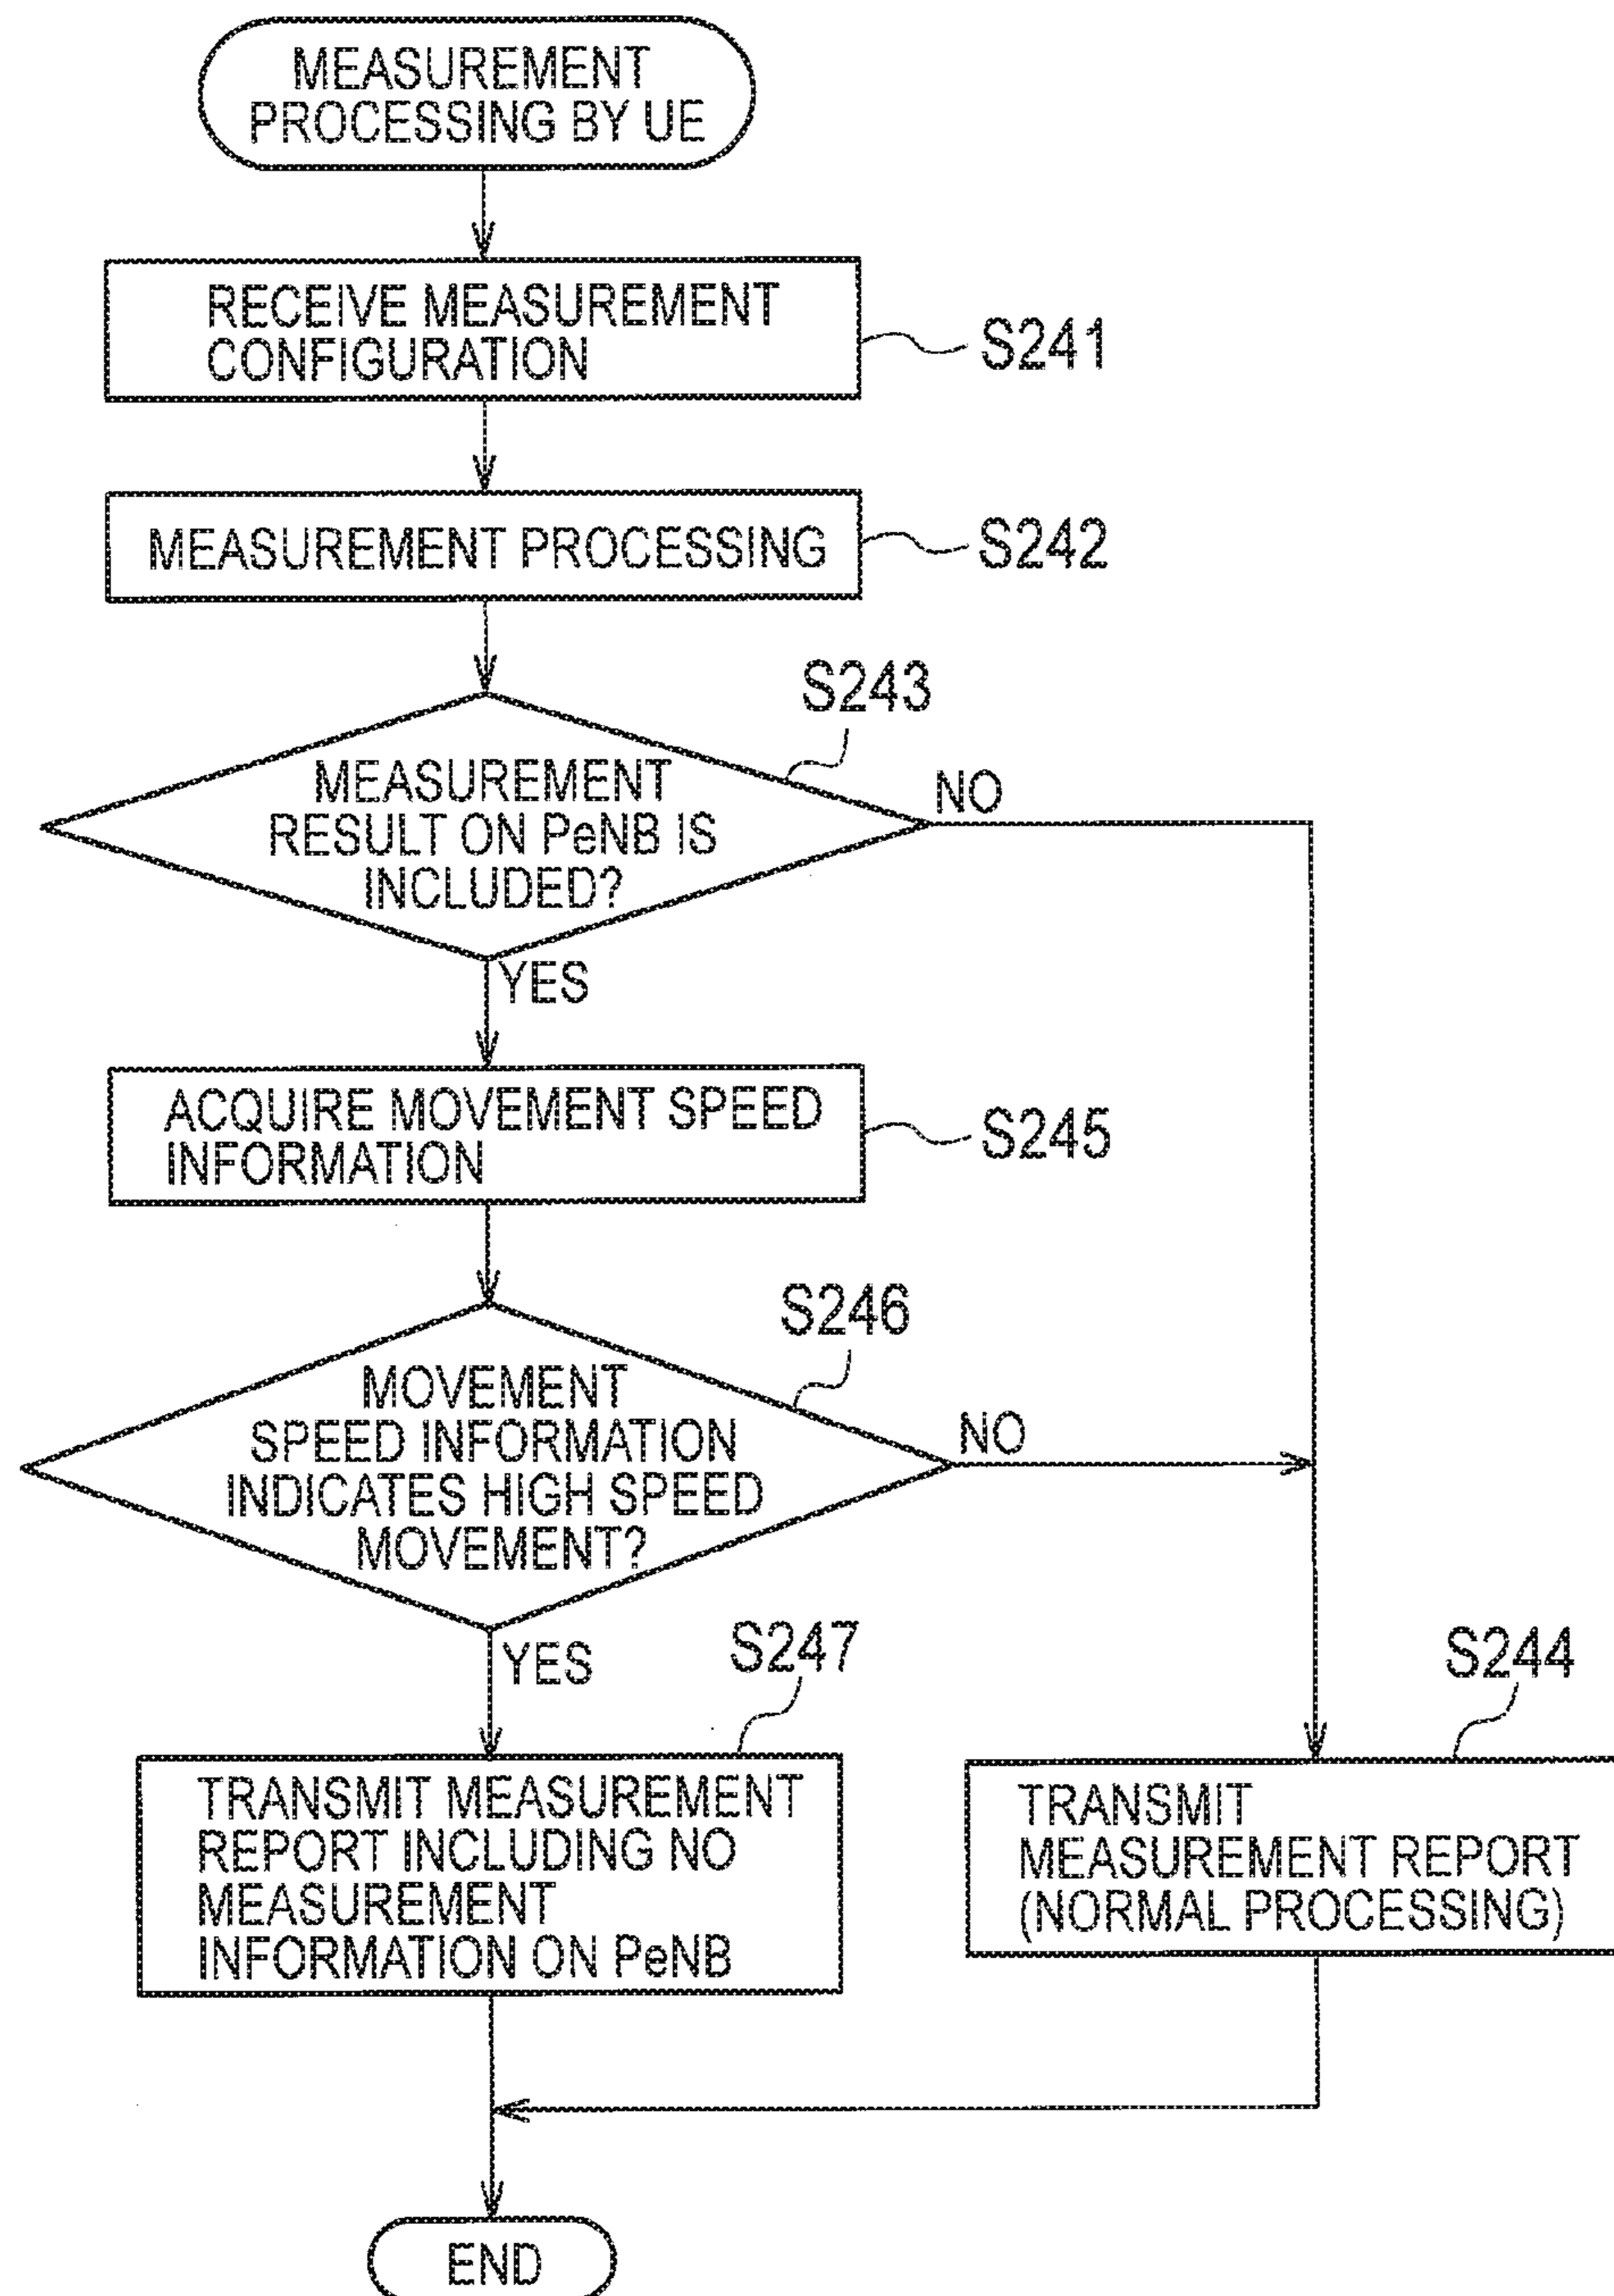 MEASUREMENT
PROCESSING BY UE
RECEIVE MEASUREMENT
CONFIGURATION
S241
MEASUREMENT PROCESSING
S242
S243
MEASUREMENT
RESULT ON PeNB IS
INCLUDED?
NO
YES
ACQUIRE MOVEMENT SPEED
INFORMATION
S245
S246
MOVEMENT
SPEED INFORMATION
INDICATES HIGH SPEED
MOVEMENT?
NO
YES
S247
TRANSMIT MEASUREMENT
REPORT INCLUDING NO
MEASUREMENT
INFORMATION ON PeNB
S244
TRANSMIT
MEASUREMENT REPORT
(NORMAL PROCESSING)
END